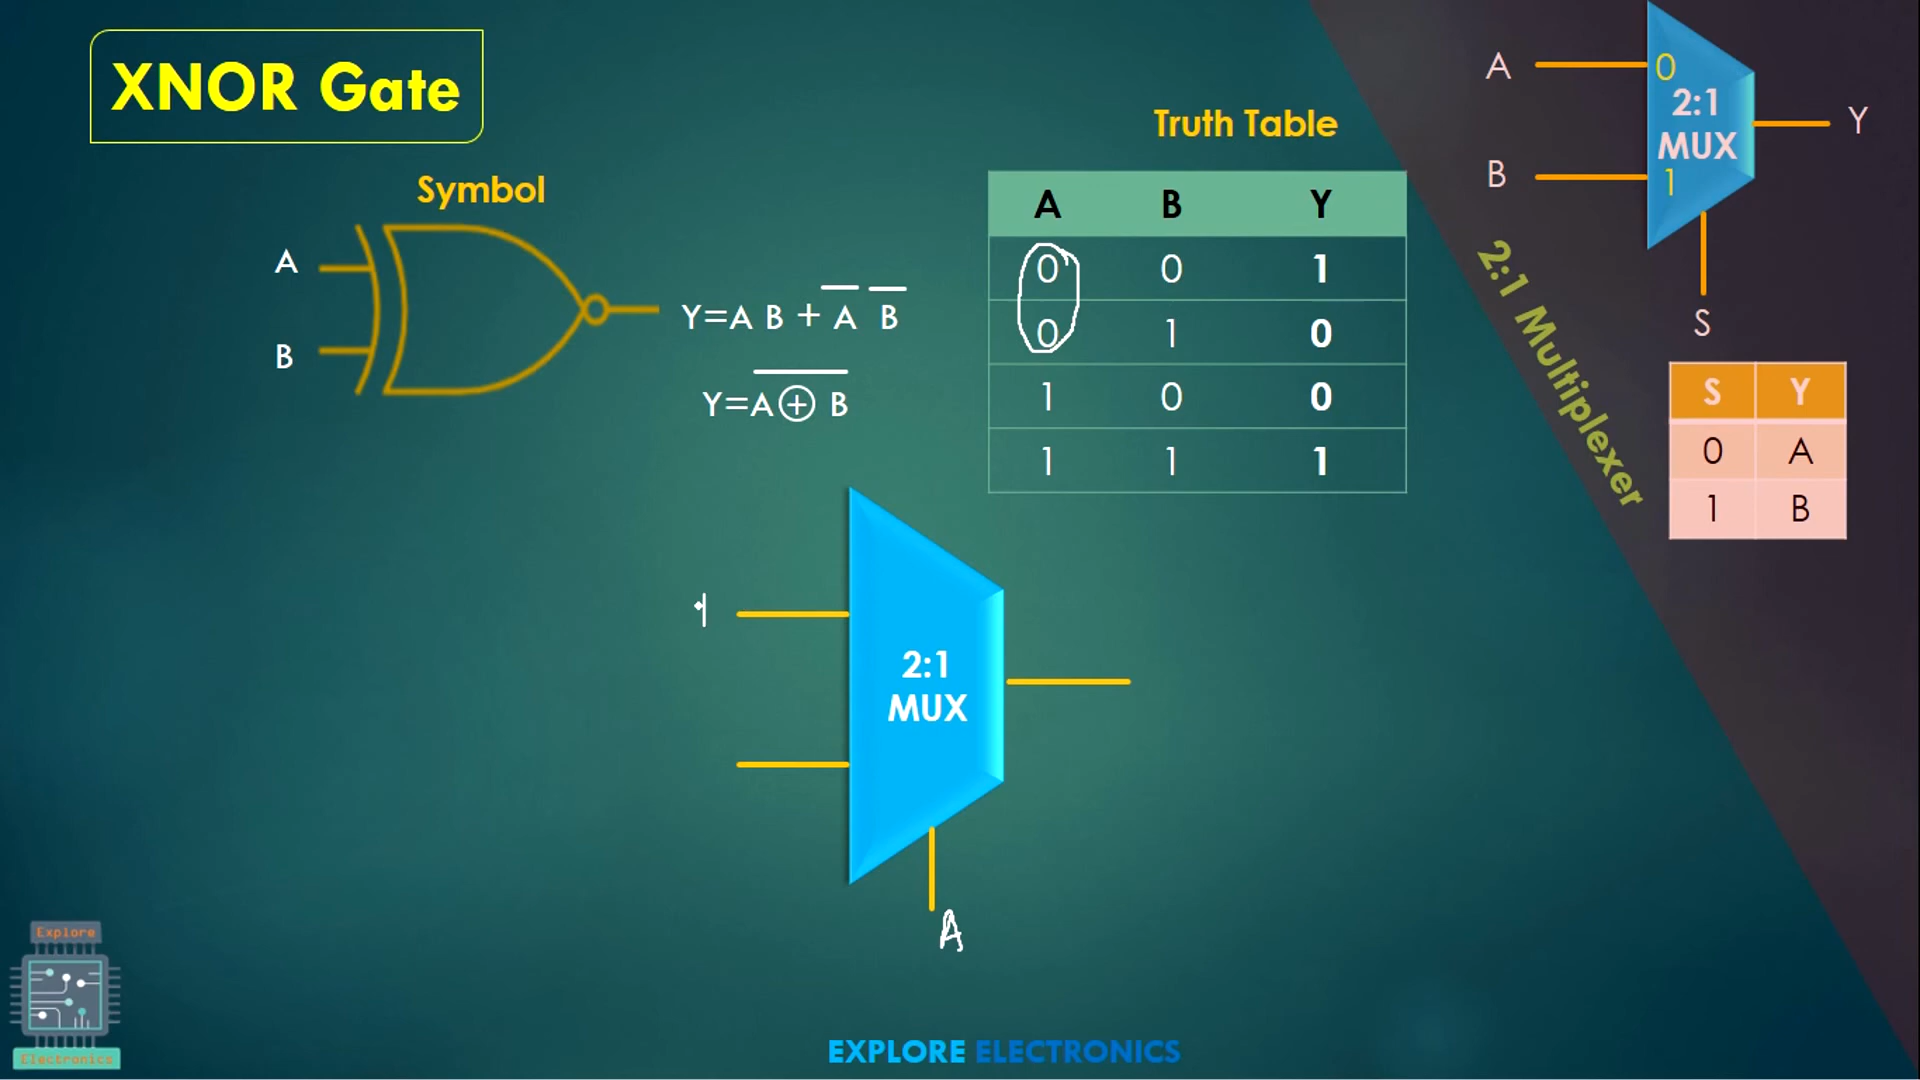 XNOR Gate
Symbol
A
B
Y=A B + A̅ B̅
Y=A̅ ̅⊕̅ ̅B̅
Truth Table
A B Y
0 0 1
0 1 0
1 0 0
1 1 1
A
B
0
2:1
MUX
1
Y
S
2:1 Multiplexer
S Y
0 A
1 B
2:1
MUX
A
Explore
Electronics
EXPLORE ELECTRONICS